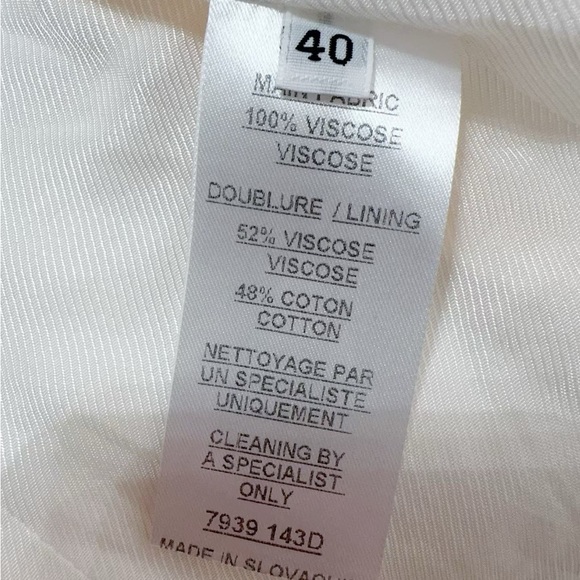 40
MAIN FABRIC
100% VISCOSE
VISCOSE
DOUBLURE / LINING
52% VISCOSE
VISCOSE
48% COTON
COTTON
NETTOYAGE PAR
UN SPECIALISTE
UNIQUEMENT
CLEANING BY
A SPECIALIST
ONLY
7939 143D
MADE IN